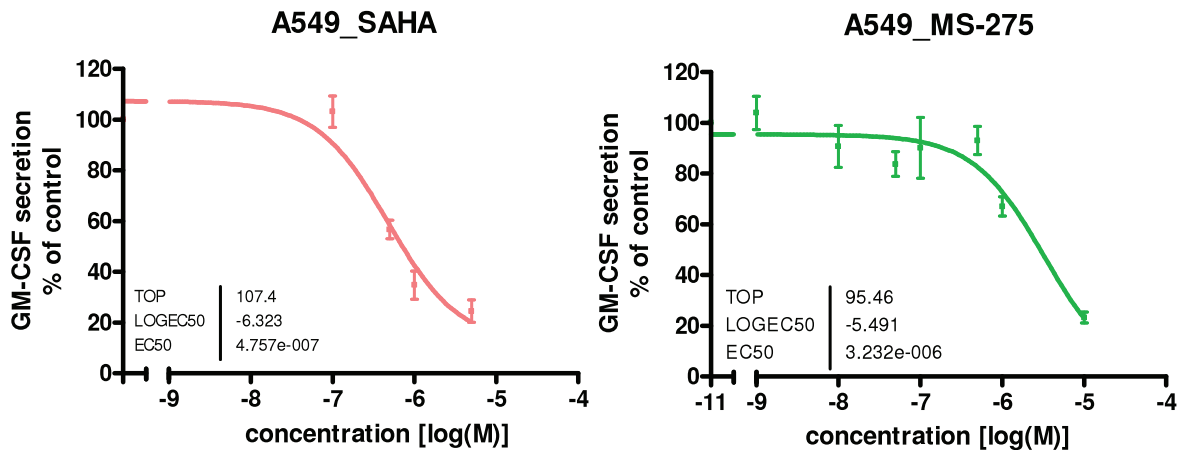 A549_SAHA
GM-CSF secretion
% of control
120
100
80
60
40
20
0
TOP 107.4
LOGEC50 -6.323
EC50 4.757e-007
-9 -8 -7 -6 -5 -4
concentration [log(M)]
A549_MS-275
GM-CSF secretion
% of control
120
100
80
60
40
20
0
TOP 95.46
LOGEC50 -5.491
EC50 3.232e-006
-11 -9 -8 -7 -6 -5 -4
concentration [log(M)]